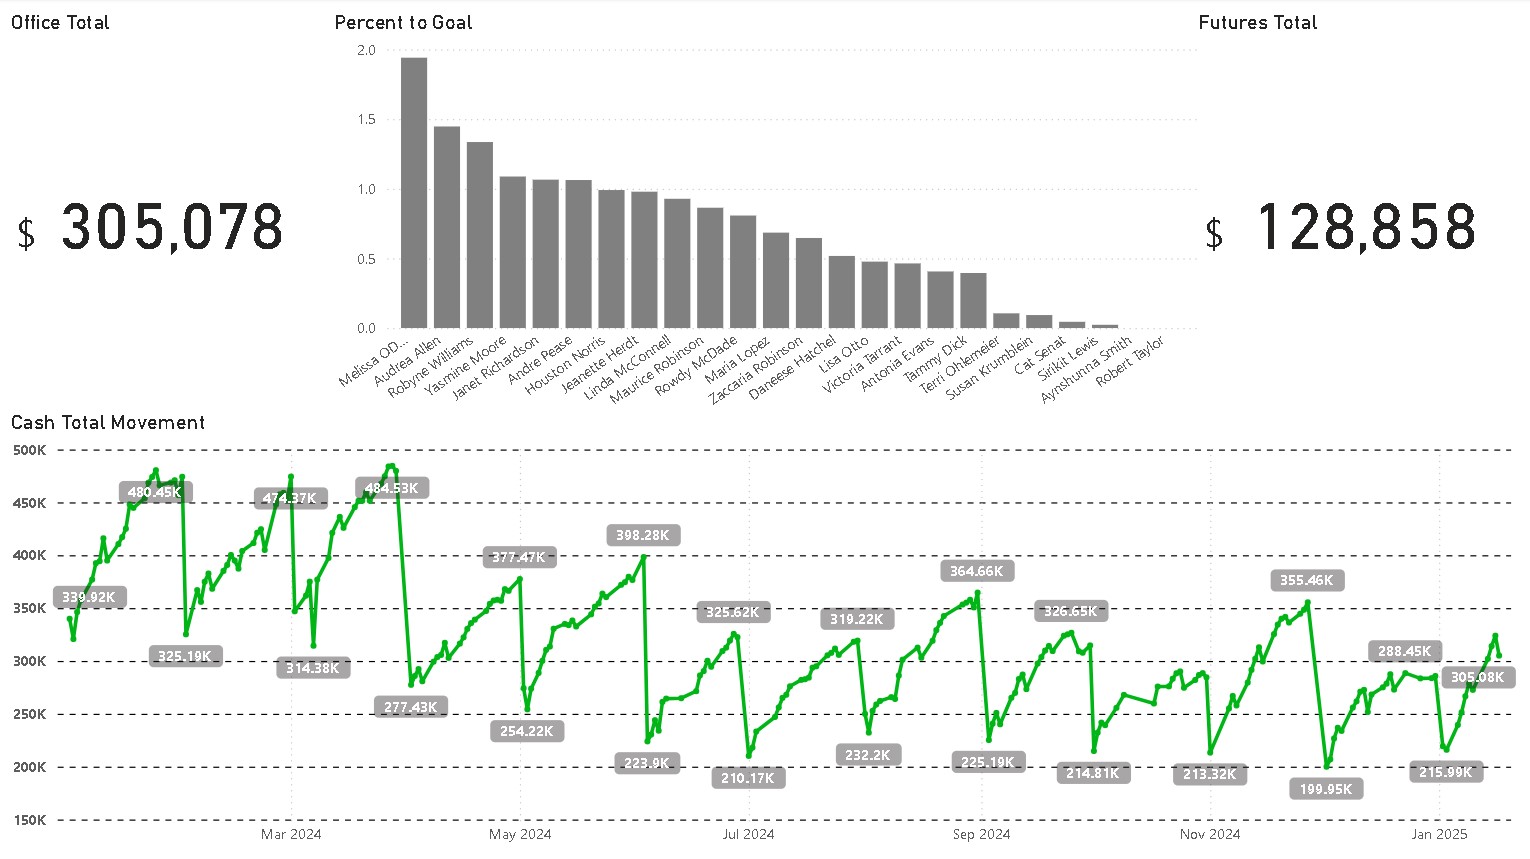 Office Total
Percent to Goal
Futures Total
2.0
1.5
1.0
0.5
0.0
$ 305,078
$ 128,858
Melissa OD...
Audrea Allen
Robyne Williams
Yasmine Moore
Janet Richardson
Andre Pease
Houston Norris
Jeanette Herdt
Linda McConnell
Maurice Robinson
Rowdy McDade
Maria Lopez
Zaccaria Robinson
Daneese Hatchel
Lisa Otto
Victoria Tarrant
Antonia Evans
Tammy Dick
Terri Ohlemeier
Susan Krumblein
Cat Senat
Sirikit Lewis
Aynshunna Smith
Robert Taylor
Cash Total Movement
500K
450K
400K
350K
300K
250K
200K
150K
339.92K
480.45K
325.19K
474.37K
314.38K
484.53K
277.43K
377.47K
254.22K
398.28K
223.9K
325.62K
210.17K
319.22K
232.2K
364.66K
225.19K
326.65K
214.81K
213.32K
355.46K
199.95K
288.45K
215.99K
305.08K
Mar 2024
May 2024
Jul 2024
Sep 2024
Nov 2024
Jan 2025